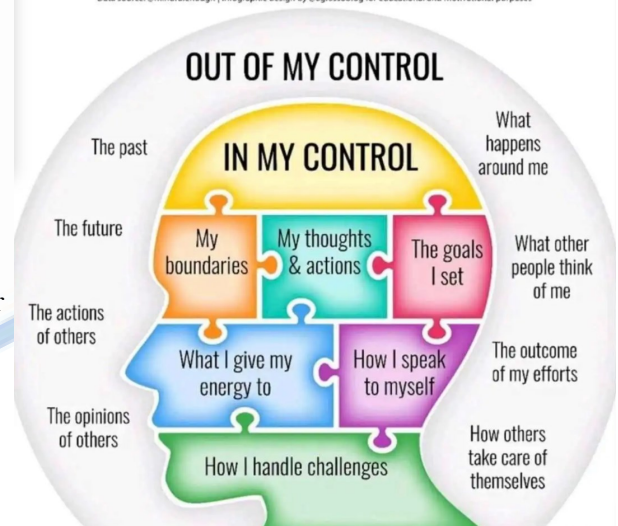 OUT OF MY CONTROL
IN MY CONTROL
The past
The future
The actions
of others
The opinions
of others
My
boundaries
My thoughts
& actions
The goals
I set
What I give my
energy to
How I speak
to myself
How I handle challenges
What
happens
around me
What other
people think
of me
The outcome
of my efforts
How others
take care of
themselves